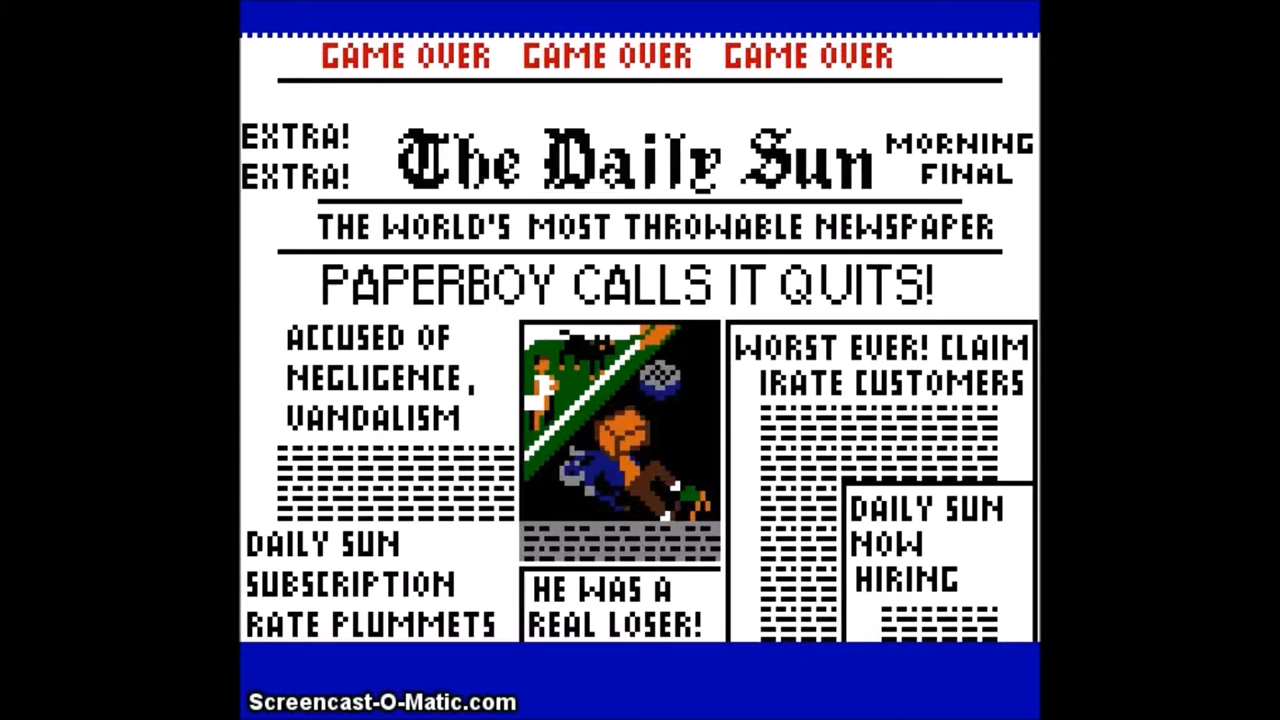 GAME OVER GAME OVER GAME OVER
EXTRA!
EXTRA!
The Daily Sun
MORNING
FINAL
THE WORLD'S MOST THROWABLE NEWSPAPER
PAPERBOY CALLS IT QUITS!
ACCUSED OF
NEGLIGENCE,
VANDALISM
DAILY SUN
SUBSCRIPTION
RATE PLUMMETS
HE WAS A
REAL LOSER!
WORST EVER! CLAIM
IRATE CUSTOMERS
DAILY SUN
NOW
HIRING
Screencast-O-Matic.com